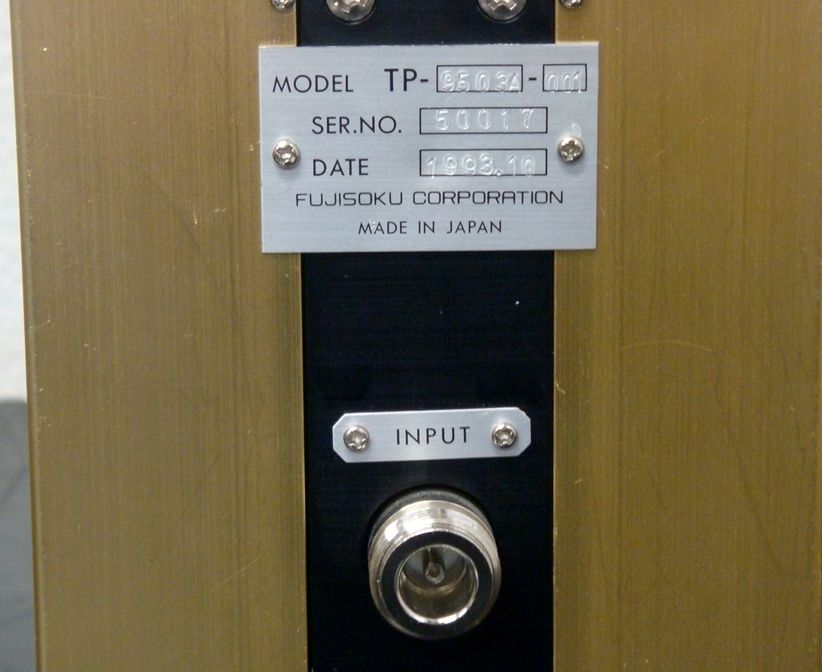 MODEL TP-9503A-001
SER.NO. 50017
DATE 1993.10
FUJISOKU CORPORATION
MADE IN JAPAN
INPUT